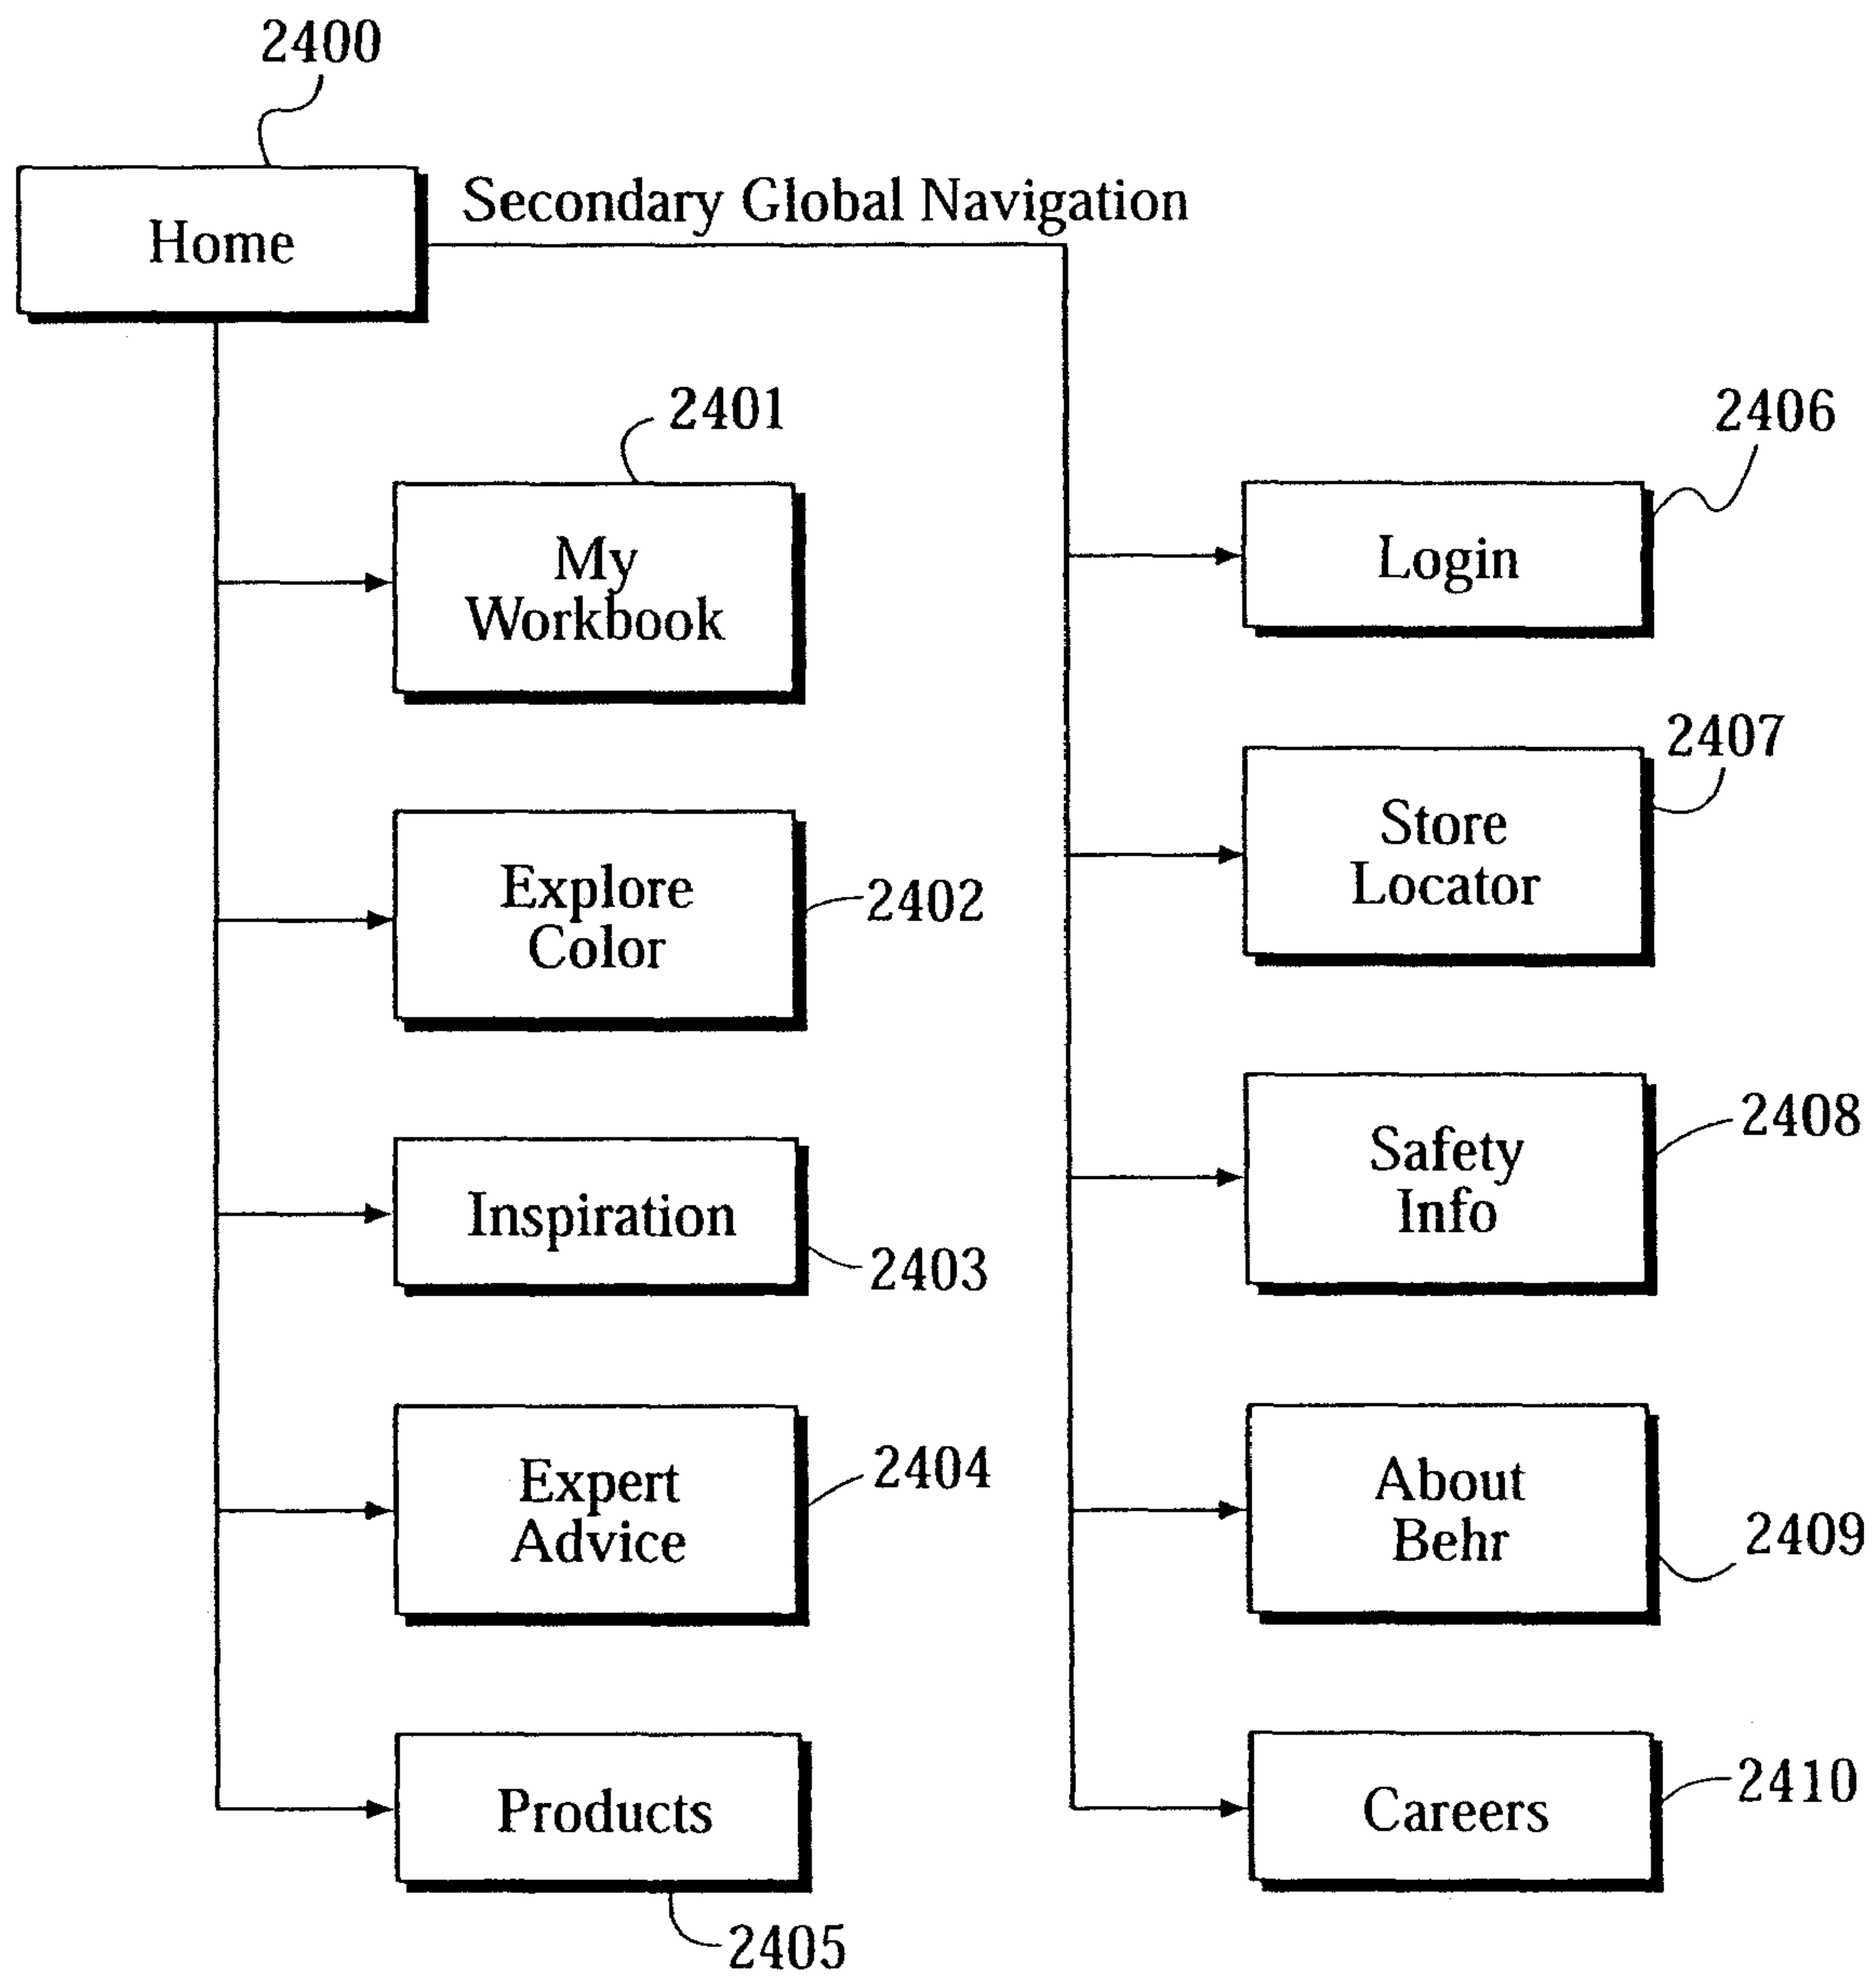 2400
Home
Secondary Global Navigation
2401
My
Workbook
Explore
Color
2402
Inspiration
2403
Expert
Advice
2404
Products
2405
2406
Login
2407
Store
Locator
2408
Safety
Info
About
Behr
2409
2410
Careers